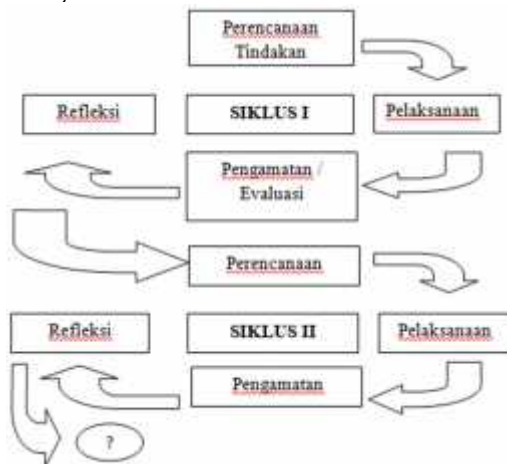 Perencanaan
Tindakan
Refleksi
SIKLUS I
Pelaksanaan
Pengamatan /
Evaluasi
Perencanaan
Refleksi
SIKLUS II
Pelaksanaan
Pengamatan
?